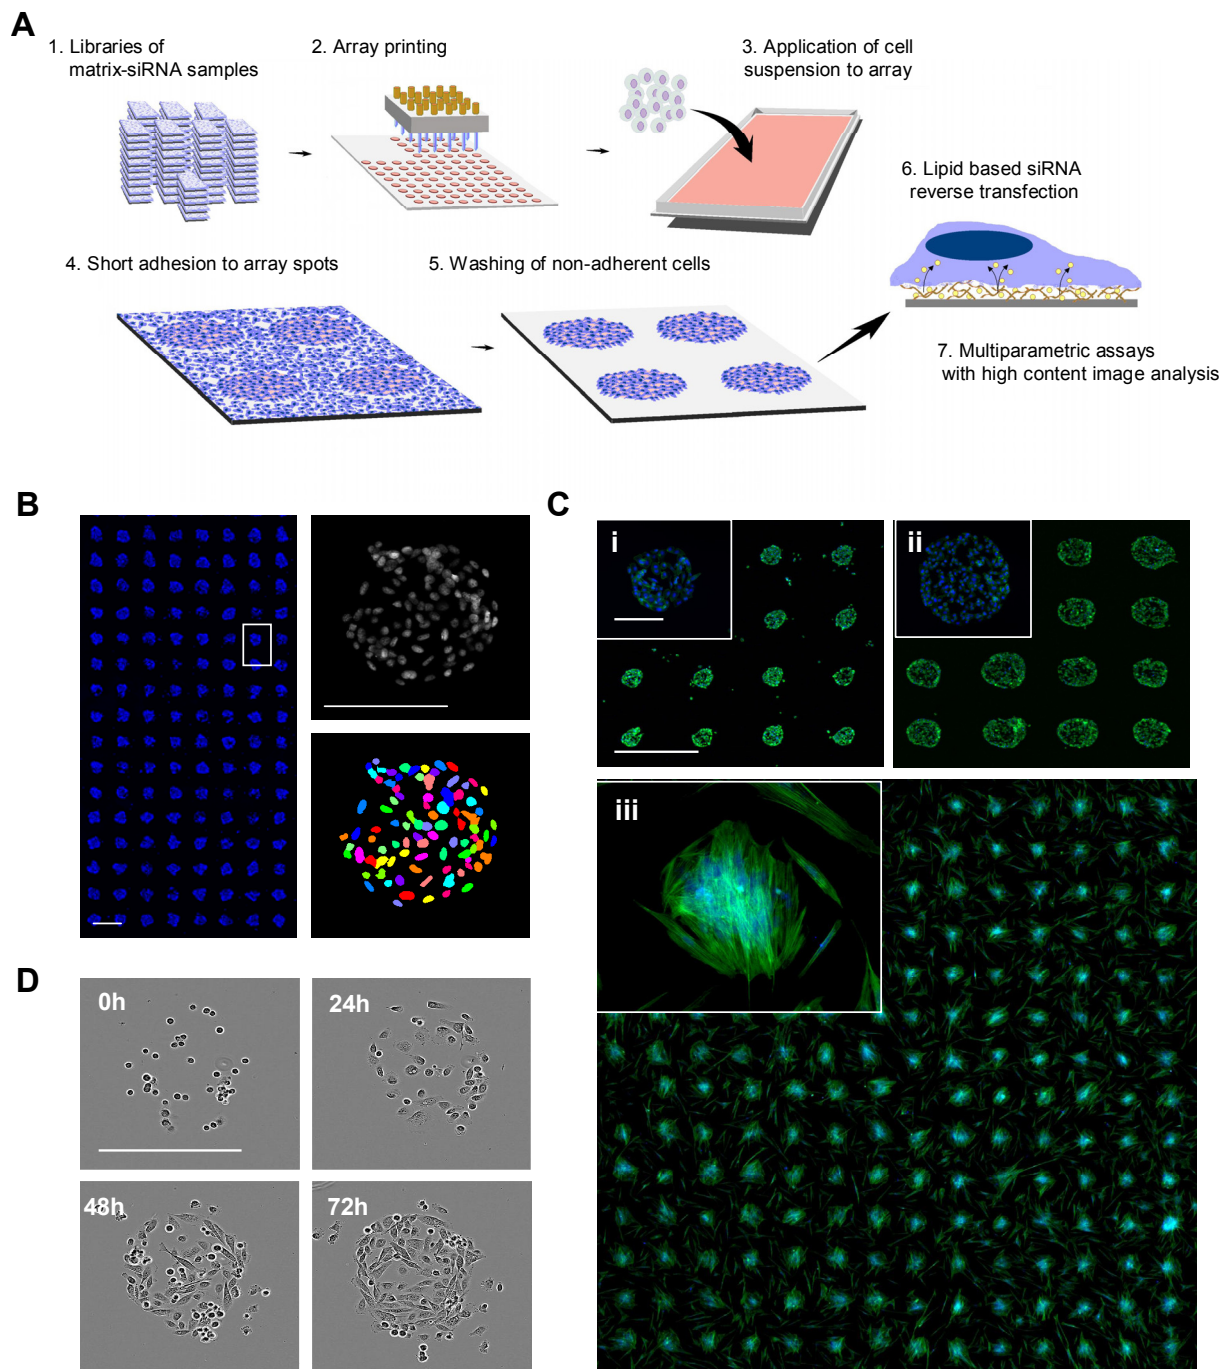 A
1. Libraries of
matrix-siRNA samples
2. Array printing
3. Application of cell
suspension to array
4. Short adhesion to array spots
5. Washing of non-adherent cells
6. Lipid based siRNA
reverse transfection
7. Multiparametric assays
with high content image analysis
B
C
i
ii
iii
D
0h
24h
48h
72h